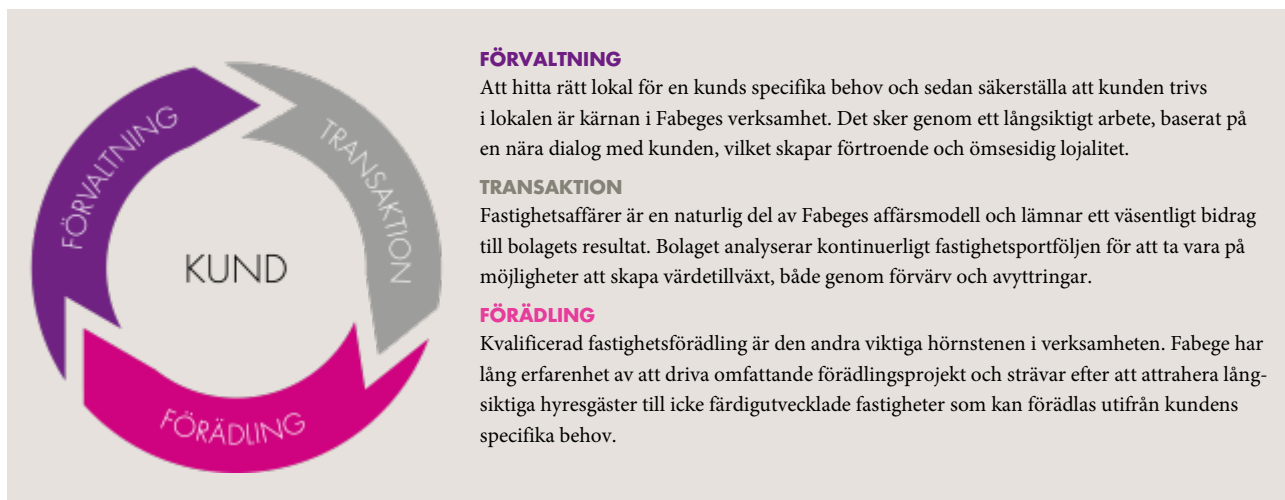 FÖRVALTNING
TRANSAKTION
KUND
FÖRÄDLING
FÖRVALTNING
Att hitta rätt lokal för en kunds specifika behov och sedan säkerställa att kunden trivs
i lokalen är kärnan i Fabeges verksamhet. Det sker genom ett långsiktigt arbete, baserat på
en nära dialog med kunden, vilket skapar förtroende och ömsesidig lojalitet.
TRANSAKTION
Fastighetsaffärer är en naturlig del av Fabeges affärsmodell och lämnar ett väsentligt bidrag
till bolagets resultat. Bolaget analyserar kontinuerligt fastighetsportföljen för att ta vara på
möjligheter att skapa värdetillväxt, både genom förvärv och avyttringar.
FÖRÄDLING
Kvalificerad fastighetsförädling är den andra viktiga hörnstenen i verksamheten. Fabege har
lång erfarenhet av att driva omfattande förädlingsprojekt och strävar efter att attrahera lång-
siktiga hyresgäster till icke färdigutvecklade fastigheter som kan förädlas utifrån kundens
specifika behov.